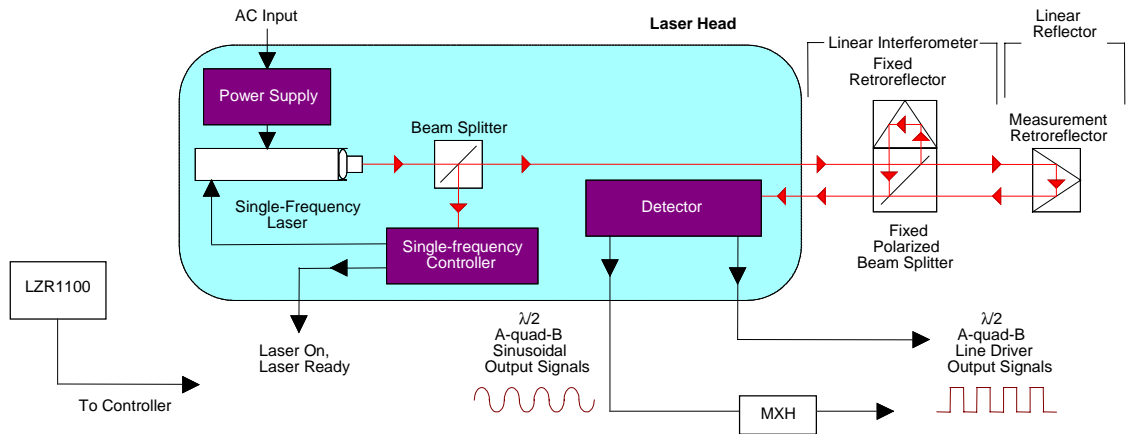 AC Input
Laser Head
Linear
Reflector
Linear Interferometer
Fixed
Retroreflector
Power Supply
Measurement
Retroreflector
Beam Splitter
Single-Frequency
Laser
Detector
Fixed
Polarized
Beam Splitter
Single-frequency
Controller
LZR1100
λ/2
A-quad-B
Sinusoidal
Output Signals
λ/2
A-quad-B
Line Driver
Output Signals
Laser On,
Laser Ready
To Controller
MXH